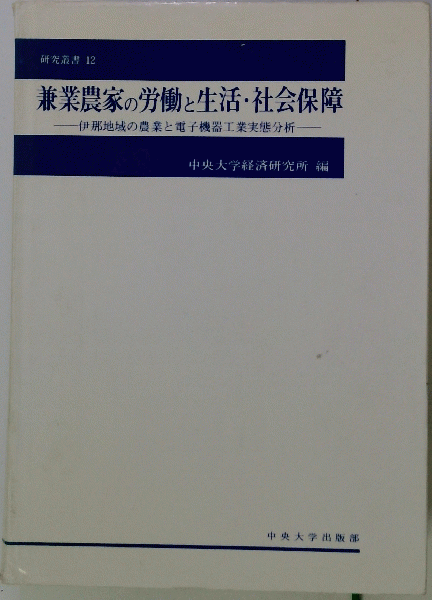 研究叢書 12
兼業農家の労働と生活・社会保障
──伊那地域の農業と電子機器工業実態分析──
中央大学経済研究所 編
中央大学出版部